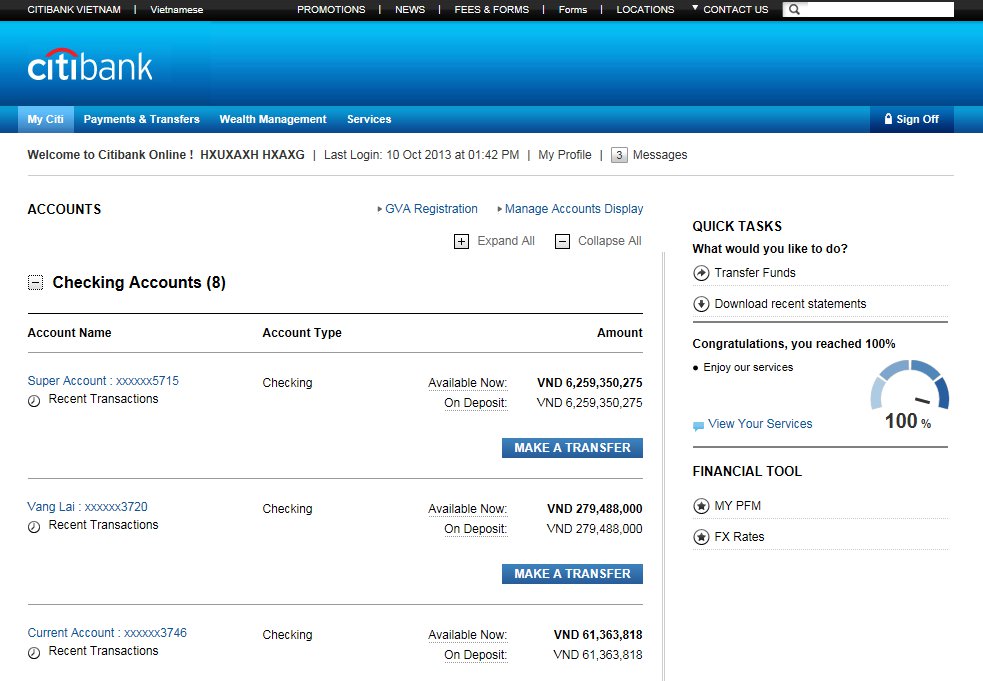 CITIBANK VIETNAM | Vietnamese PROMOTIONS | NEWS | FEES & FORMS | Forms | LOCATIONS CONTACT US
citibank
My Citi Payments & Transfers Wealth Management Services Sign Off
Welcome to Citibank Online ! HXUXAXH HXAXG | Last Login: 10 Oct 2013 at 01:42 PM | My Profile | 3 Messages
ACCOUNTS GVA Registration Manage Accounts Display
+ Expand All − Collapse All
− Checking Accounts (8)
Account Name Account Type Amount
Super Account : xxxxxx5715 Checking Available Now: VND 6,259,350,275
Recent Transactions On Deposit: VND 6,259,350,275
MAKE A TRANSFER
Vang Lai : xxxxxx3720 Checking Available Now: VND 279,488,000
Recent Transactions On Deposit: VND 279,488,000
MAKE A TRANSFER
Current Account : xxxxxx3746 Checking Available Now: VND 61,363,818
Recent Transactions On Deposit: VND 61,363,818
QUICK TASKS
What would you like to do?
Transfer Funds
Download recent statements
Congratulations, you reached 100%
• Enjoy our services
View Your Services
100 %
FINANCIAL TOOL
MY PFM
FX Rates